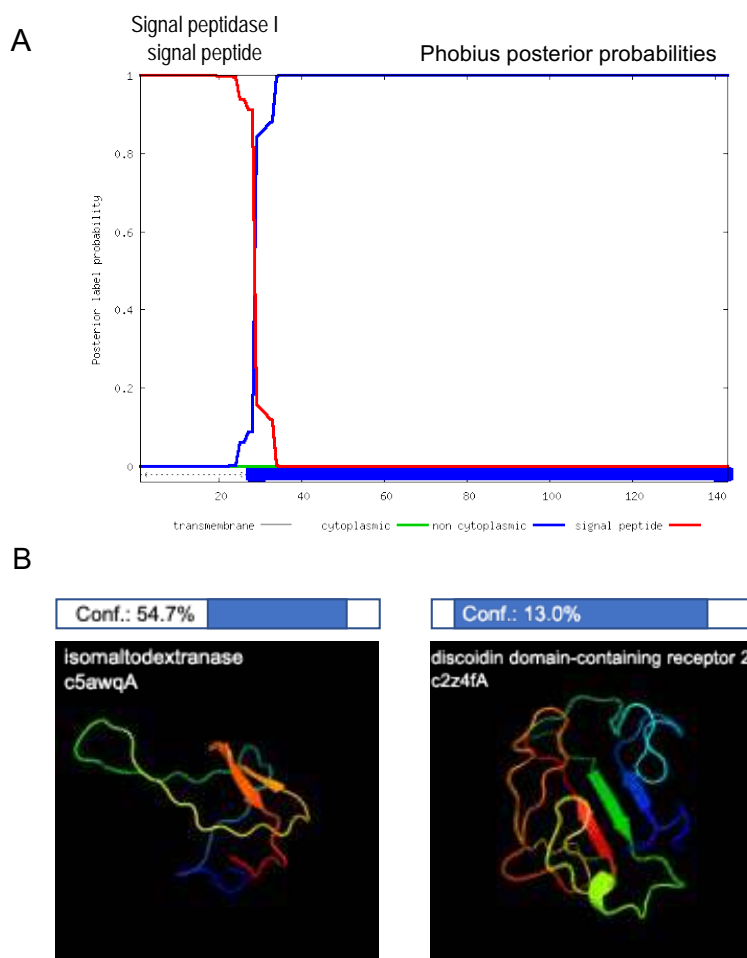 A
Signal peptidase I
signal peptide
Phobius posterior probabilities
1
0.8
0.6
0.4
0.2
0
Posterior label probability
20 40 60 80 100 120 140
transmembrane cytoplasmic non cytoplasmic signal peptide
B
Conf.: 54.7% Conf.: 13.0%
isomaltodextranase
c5awqA
discoidin domain-containing receptor 2
c2z4fA